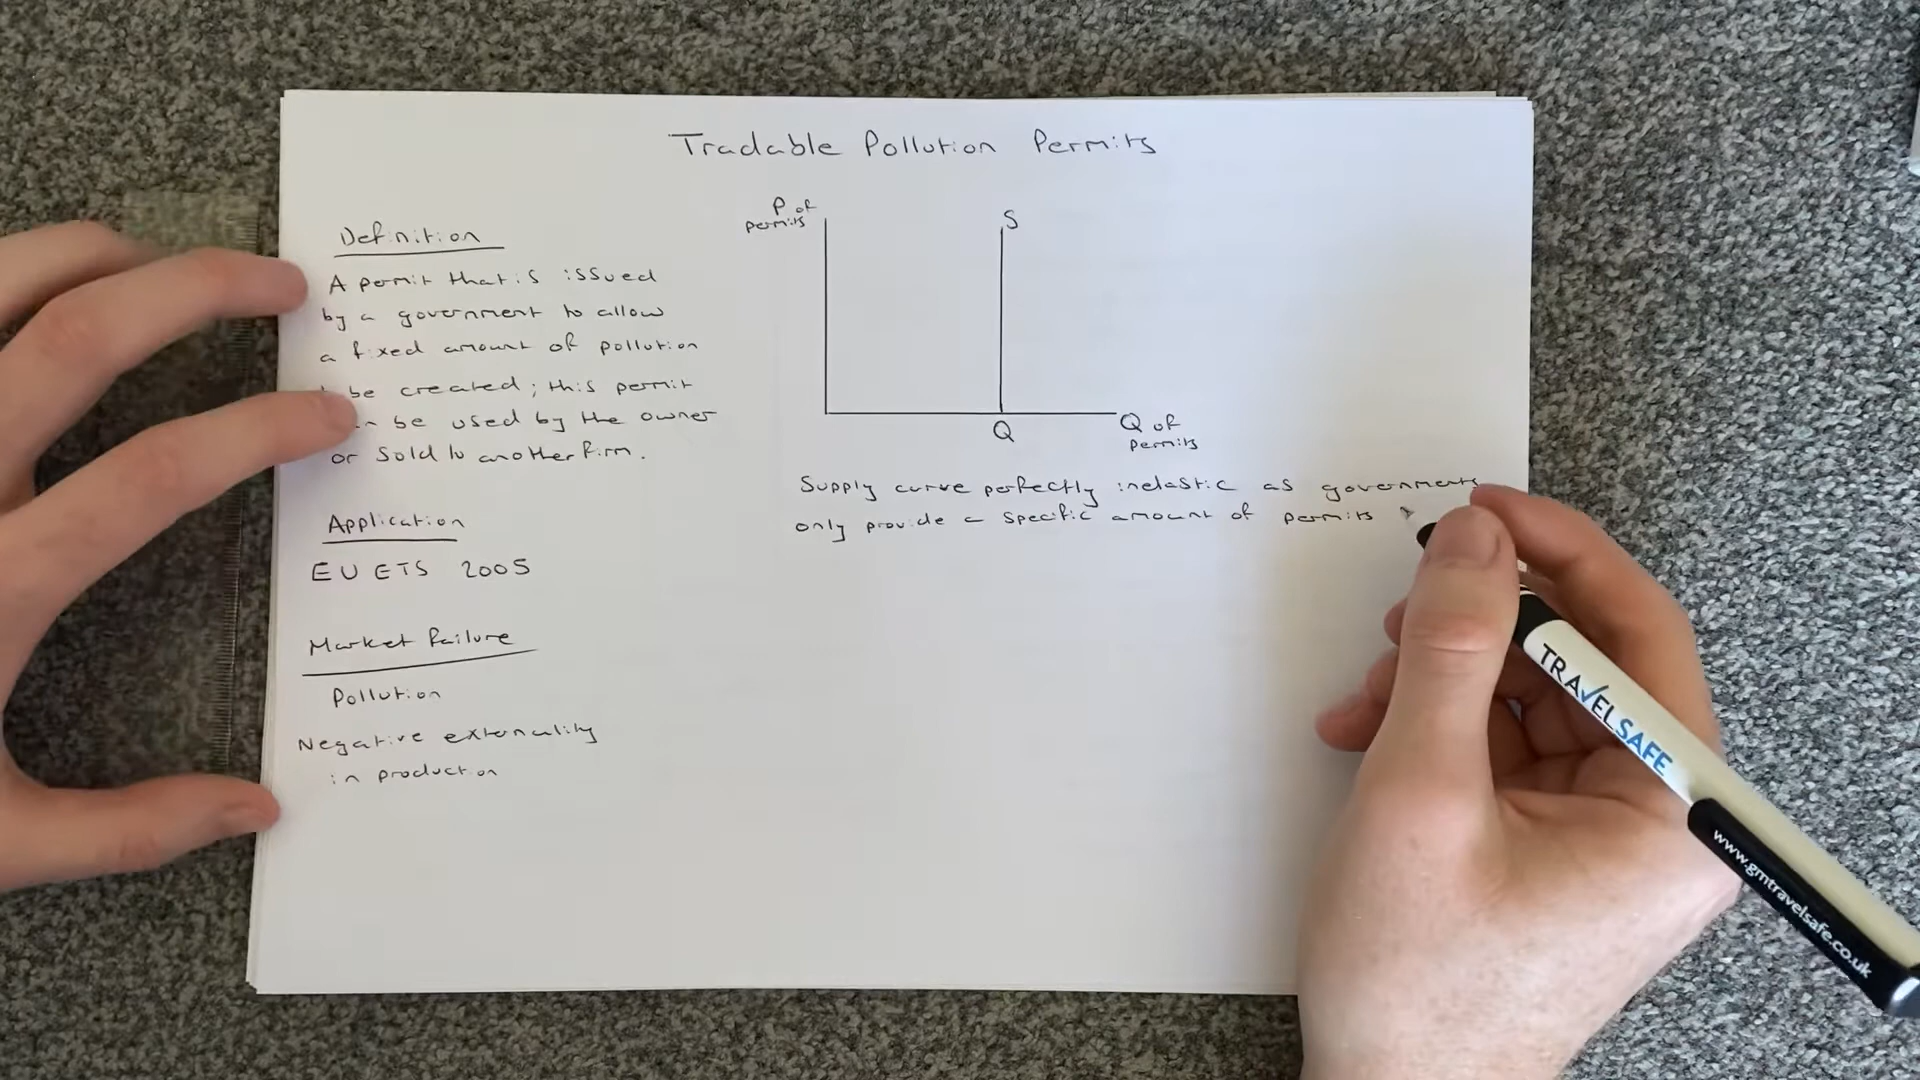 Tradable Pollution Permits
Definition
A permit that is issued
by a government to allow
a fixed amount of pollution
be created; this permit
be used by the owner
or sold to another firm.
Application
EU ETS 2005
Market failure
Pollution
Negative externality
in production
P of
permits
S
Q
Q of
permits
Supply curve perfectly inelastic as governments
only provide a specific amount of permits
TRAVELSAFE
www.gmtravelsafe.co.uk